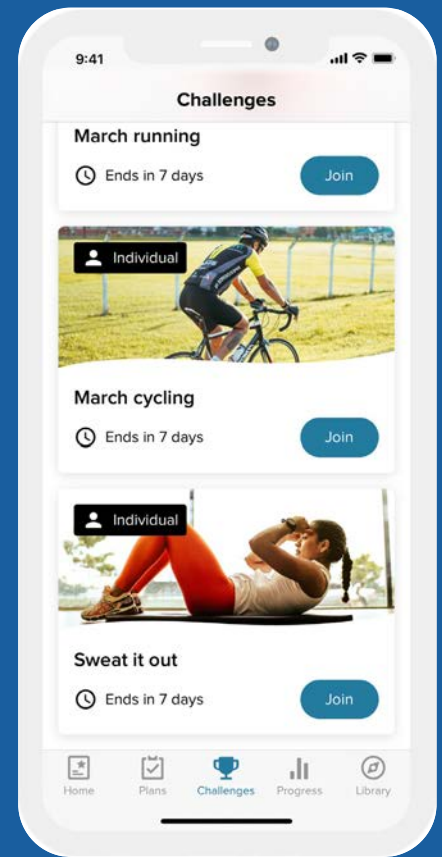 9:41
Challenges
March running
Ends in 7 days
Join
Individual
March cycling
Ends in 7 days
Join
Individual
Sweat it out
Ends in 7 days
Join
Home Plans Challenges Progress Library